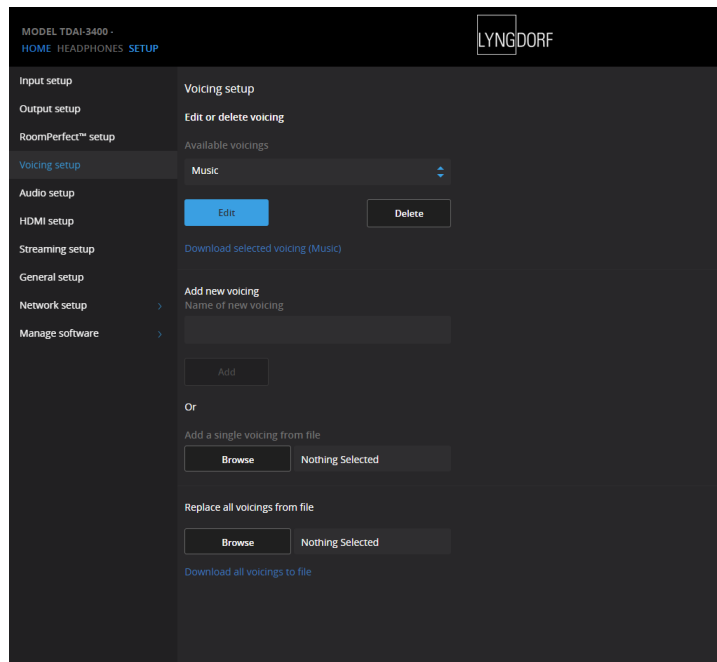 MODEL TDAI-3400 -
HOME HEADPHONES SETUP
LYNGDORF
Input setup
Output setup
RoomPerfect™ setup
Voicing setup
Audio setup
HDMI setup
Streaming setup
General setup
Network setup
Manage software
Voicing setup
Edit or delete voicing
Available voicings
Music
Edit Delete
Download selected voicing (Music)
Add new voicing
Name of new voicing
Add
Or
Add a single voicing from file
Browse Nothing Selected
Replace all voicings from file
Browse Nothing Selected
Download all voicings to file